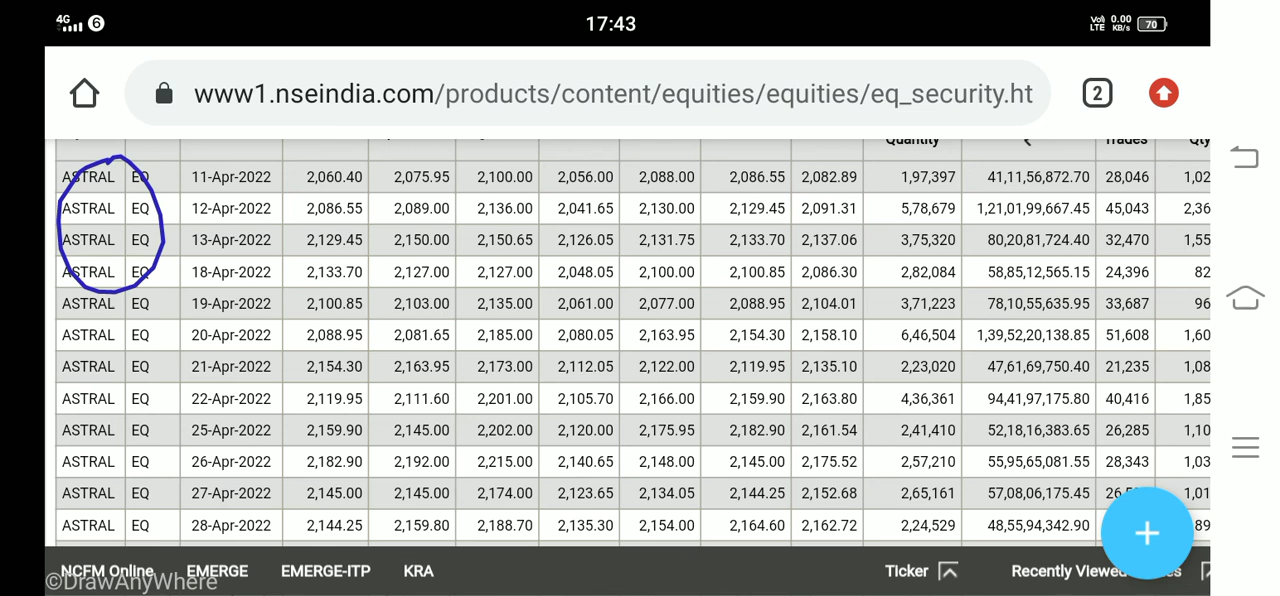 4G 6 17:43 Vo) LTE 0.00 KB/s 70
www1.nseindia.com/products/content/equities/equities/eq_security.ht 2
Quantity Trades Qty
ASTRAL EQ 11-Apr-2022 2,060.40 2,075.95 2,100.00 2,056.00 2,088.00 2,086.55 2,082.89 1,97,397 41,11,56,872.70 28,046 1,02
ASTRAL EQ 12-Apr-2022 2,086.55 2,089.00 2,136.00 2,041.65 2,130.00 2,129.45 2,091.31 5,78,679 1,21,01,99,667.45 45,043 2,36
ASTRAL EQ 13-Apr-2022 2,129.45 2,150.00 2,150.65 2,126.05 2,131.75 2,133.70 2,137.06 3,75,320 80,20,81,724.40 32,470 1,55
ASTRAL EQ 18-Apr-2022 2,133.70 2,127.00 2,127.00 2,048.05 2,100.00 2,100.85 2,086.30 2,82,084 58,85,12,565.15 24,396 82
ASTRAL EQ 19-Apr-2022 2,100.85 2,103.00 2,135.00 2,061.00 2,077.00 2,088.95 2,104.01 3,71,223 78,10,55,635.95 33,687 96
ASTRAL EQ 20-Apr-2022 2,088.95 2,081.65 2,185.00 2,080.05 2,163.95 2,154.30 2,158.10 6,46,504 1,39,52,20,138.85 51,608 1,60
ASTRAL EQ 21-Apr-2022 2,154.30 2,163.95 2,173.00 2,112.05 2,122.00 2,119.95 2,135.10 2,23,020 47,61,69,750.40 21,235 1,08
ASTRAL EQ 22-Apr-2022 2,119.95 2,111.60 2,201.00 2,105.70 2,166.00 2,159.90 2,163.80 4,36,361 94,41,97,175.80 40,416 1,85
ASTRAL EQ 25-Apr-2022 2,159.90 2,145.00 2,202.00 2,120.00 2,175.95 2,182.90 2,161.54 2,41,410 52,18,16,383.65 26,285 1,10
ASTRAL EQ 26-Apr-2022 2,182.90 2,192.00 2,215.00 2,140.65 2,148.00 2,145.00 2,175.52 2,57,210 55,95,65,081.55 28,343 1,03
ASTRAL EQ 27-Apr-2022 2,145.00 2,145.00 2,174.00 2,123.65 2,134.05 2,144.25 2,152.68 2,65,161 57,08,06,175.45 1,01
ASTRAL EQ 28-Apr-2022 2,144.25 2,159.80 2,188.70 2,135.30 2,154.00 2,164.60 2,162.72 2,24,529 48,55,94,342.90 89
NCFM Online EMERGE EMERGE-ITP KRA Ticker Recently Viewed
©DrawAnyWhere